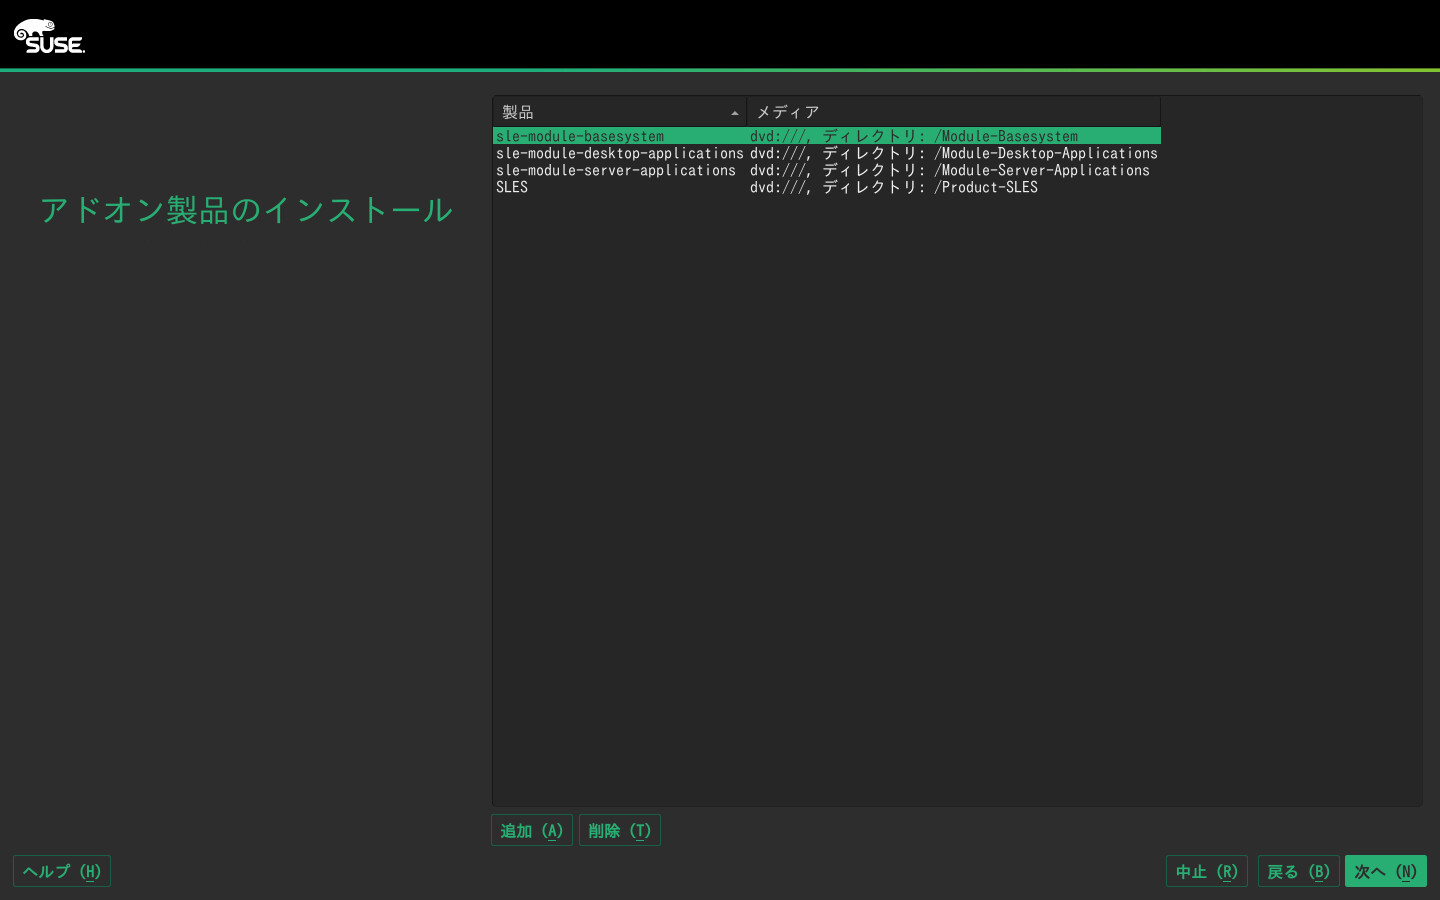 SUSE
製品 メディア
sle-module-basesystem dvd:///, ディレクトリ: /Module-Basesystem
sle-module-desktop-applications dvd:///, ディレクトリ: /Module-Desktop-Applications
sle-module-server-applications dvd:///, ディレクトリ: /Module-Server-Applications
SLES dvd:///, ディレクトリ: /Product-SLES
アドオン製品のインストール
追加 (A) 削除 (T)
ヘルプ (H) 中止 (R) 戻る (B) 次へ (N)